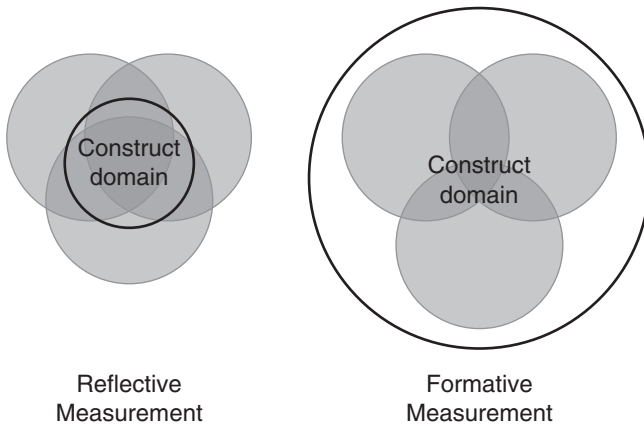 Construct
domain
Construct
domain
Reflective
Measurement
Formative
Measurement